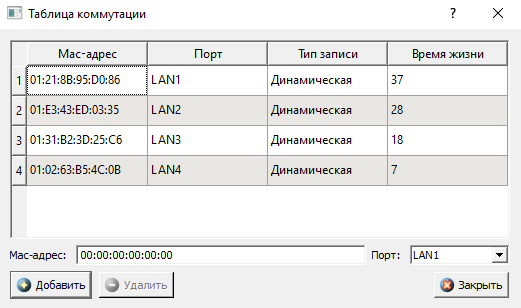 Таблица коммутации ? ×
Mac-адрес Порт Тип записи Время жизни
1 01:21:8B:95:D0:86 LAN1 Динамическая 37
2 01:E3:43:ED:03:35 LAN2 Динамическая 28
3 01:31:B2:3D:25:C6 LAN3 Динамическая 18
4 01:02:63:B5:4C:0B LAN4 Динамическая 7
Mac-адрес: 00:00:00:00:00:00 Порт: LAN1
Добавить Удалить Закрыть